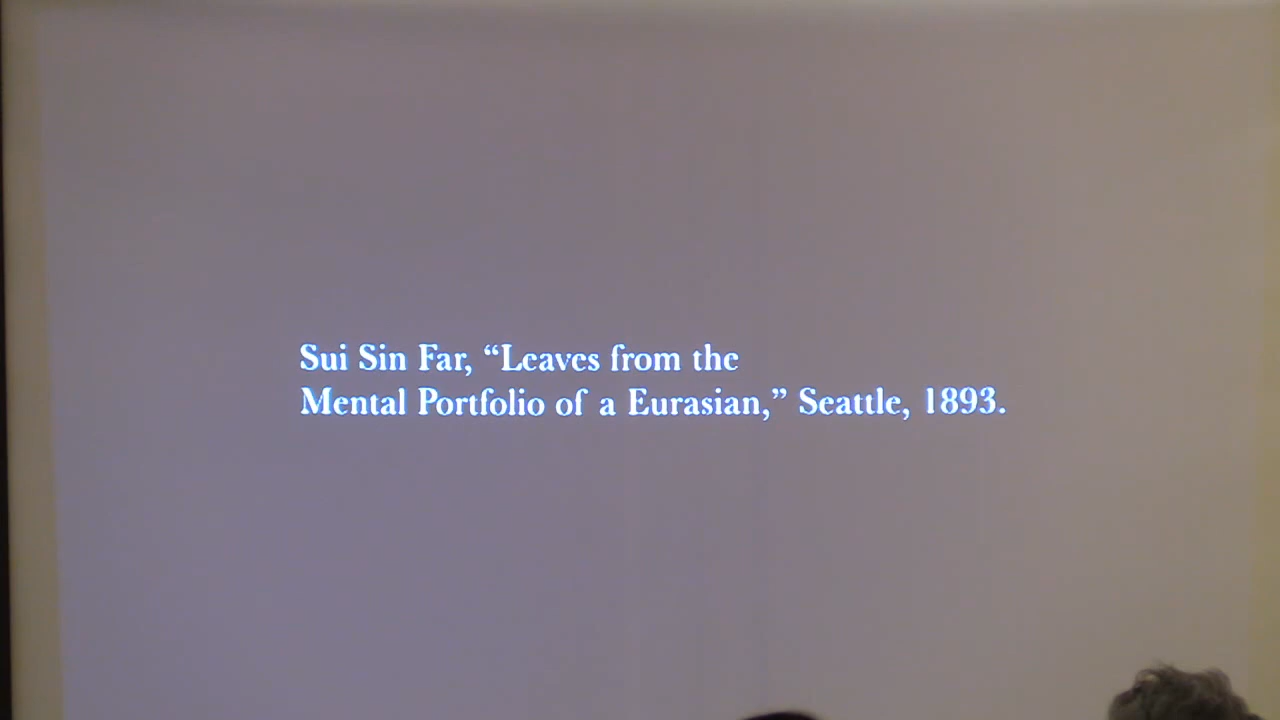 Sui Sin Far, “Leaves from the
Mental Portfolio of a Eurasian,” Seattle, 1893.